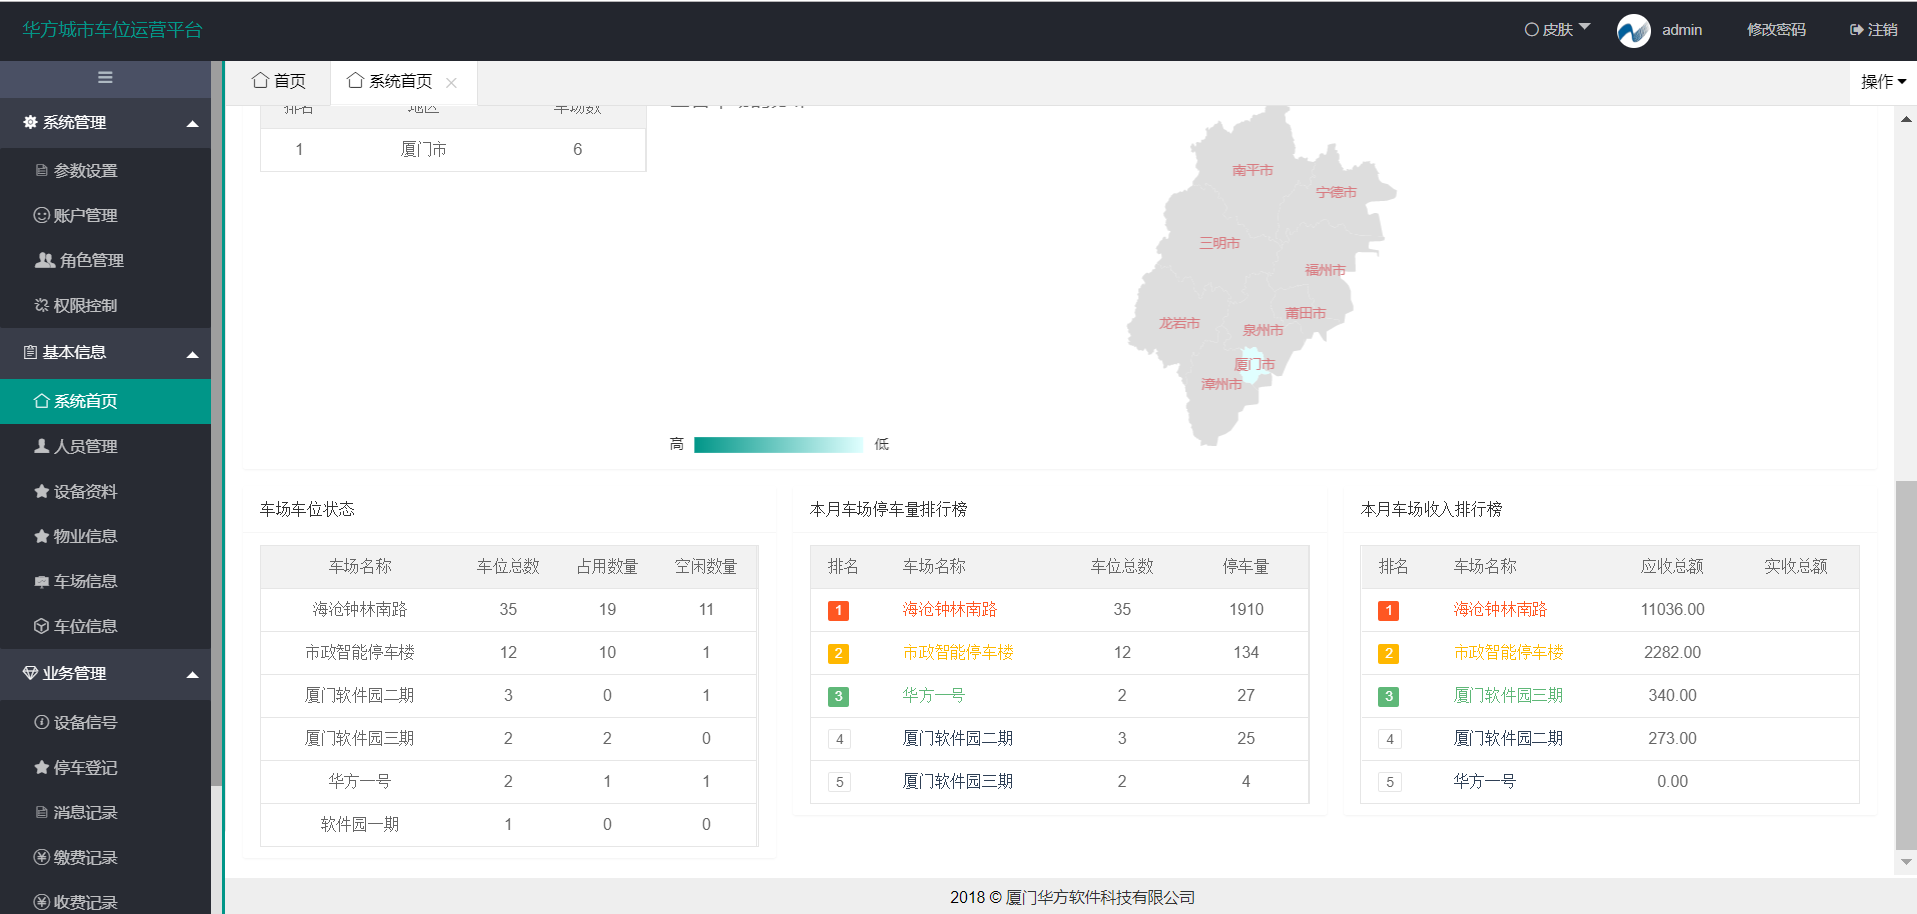 华方城市车位运营平台
皮肤
admin
修改密码
注销
首页
系统首页
操作
系统管理
参数设置
账户管理
角色管理
权限控制
基本信息
系统首页
人员管理
设备资料
物业信息
车场信息
车位信息
业务管理
设备信号
停车登记
消息记录
缴费记录
收费记录
排名 地区 车场数
1 厦门市 6
南平市
宁德市
三明市
福州市
莆田市
龙岩市
泉州市
厦门市
漳州市
高 低
车场车位状态
车场名称 车位总数 占用数量 空闲数量
海沧钟林南路 35 19 11
市政智能停车楼 12 10 1
厦门软件园二期 3 0 1
厦门软件园三期 2 2 0
华方一号 2 1 1
软件园一期 1 0 0
本月车场停车量排行榜
排名 车场名称 车位总数 停车量
1 海沧钟林南路 35 1910
2 市政智能停车楼 12 134
3 华方一号 2 27
4 厦门软件园二期 3 25
5 厦门软件园三期 2 4
本月车场收入排行榜
排名 车场名称 应收总额 实收总额
1 海沧钟林南路 11036.00
2 市政智能停车楼 2282.00
3 厦门软件园三期 340.00
4 厦门软件园二期 273.00
5 华方一号 0.00
2018 © 厦门华方软件科技有限公司